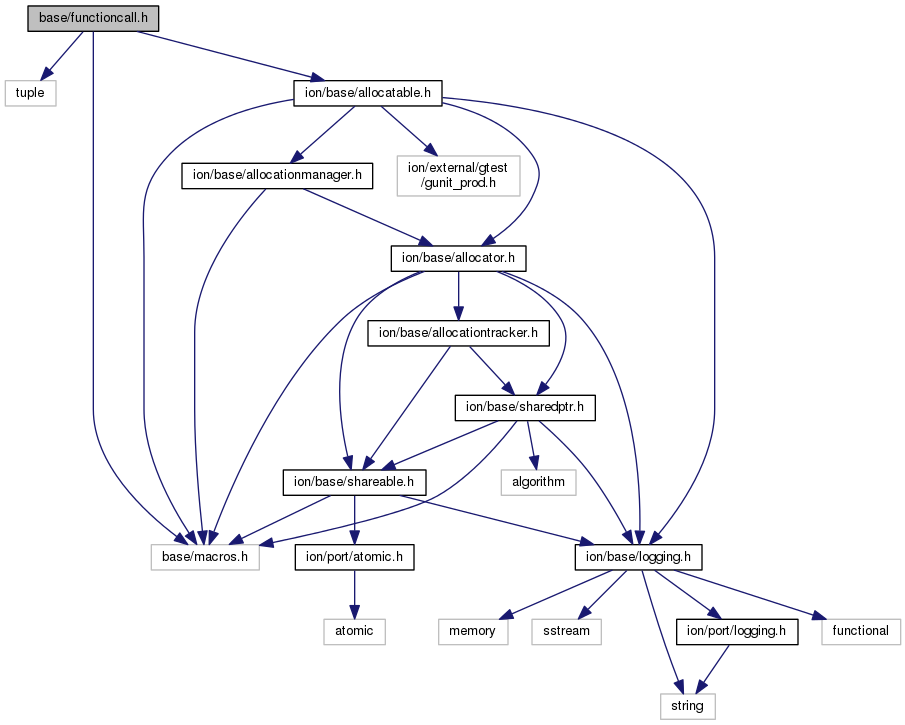 base/functioncall.h
tuple
ion/base/allocatable.h
ion/base/allocationmanager.h
ion/external/gtest
/gunit_prod.h
ion/base/allocator.h
ion/base/allocationtracker.h
ion/base/sharedptr.h
ion/base/shareable.h
algorithm
base/macros.h
ion/port/atomic.h
ion/base/logging.h
atomic
memory
sstream
ion/port/logging.h
functional
string